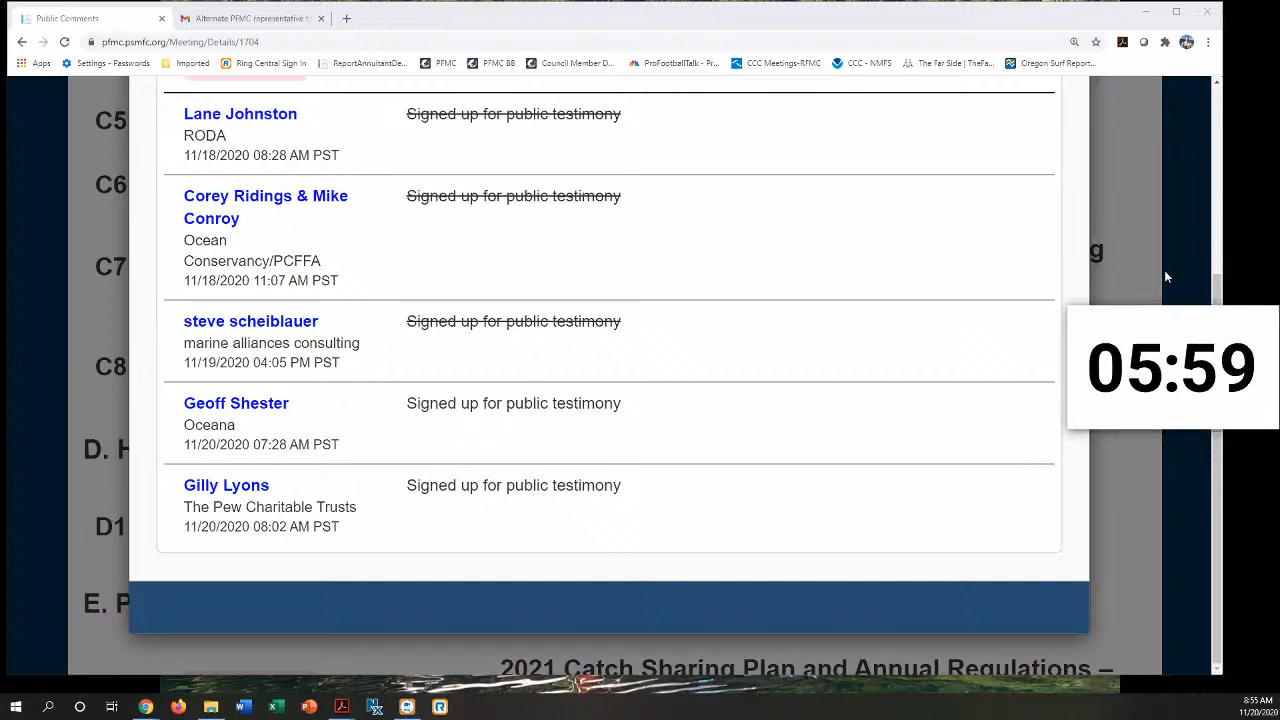 Public Comments
Alternate PFMC representative t
pfmc.psmfc.org/Meeting/Details/1704
Apps
Settings - Passwords
Imported
Ring Central Sign In
ReportAnnuitantDe...
PFMC
PFMC BB
Council Member D...
ProFootballTalk - Pro...
CCC Meetings-RFMC
CCC - NMFS
The Far Side | TheFa...
Oregon Surf Report...
C5
Lane Johnston
Signed up for public testimony
RODA
11/18/2020 08:28 AM PST
C6
Corey Ridings & Mike
Conroy
Signed up for public testimony
Ocean
Conservancy/PCFFA
11/18/2020 11:07 AM PST
C7
g
steve scheiblauer
Signed up for public testimony
marine alliances consulting
11/19/2020 04:05 PM PST
C8
05:59
Geoff Shester
Signed up for public testimony
Oceana
11/20/2020 07:28 AM PST
D. H
Gilly Lyons
Signed up for public testimony
The Pew Charitable Trusts
11/20/2020 08:02 AM PST
D1
E. P
2021 Catch Sharing Plan and Annual Regulations –
8:55 AM
11/20/2020